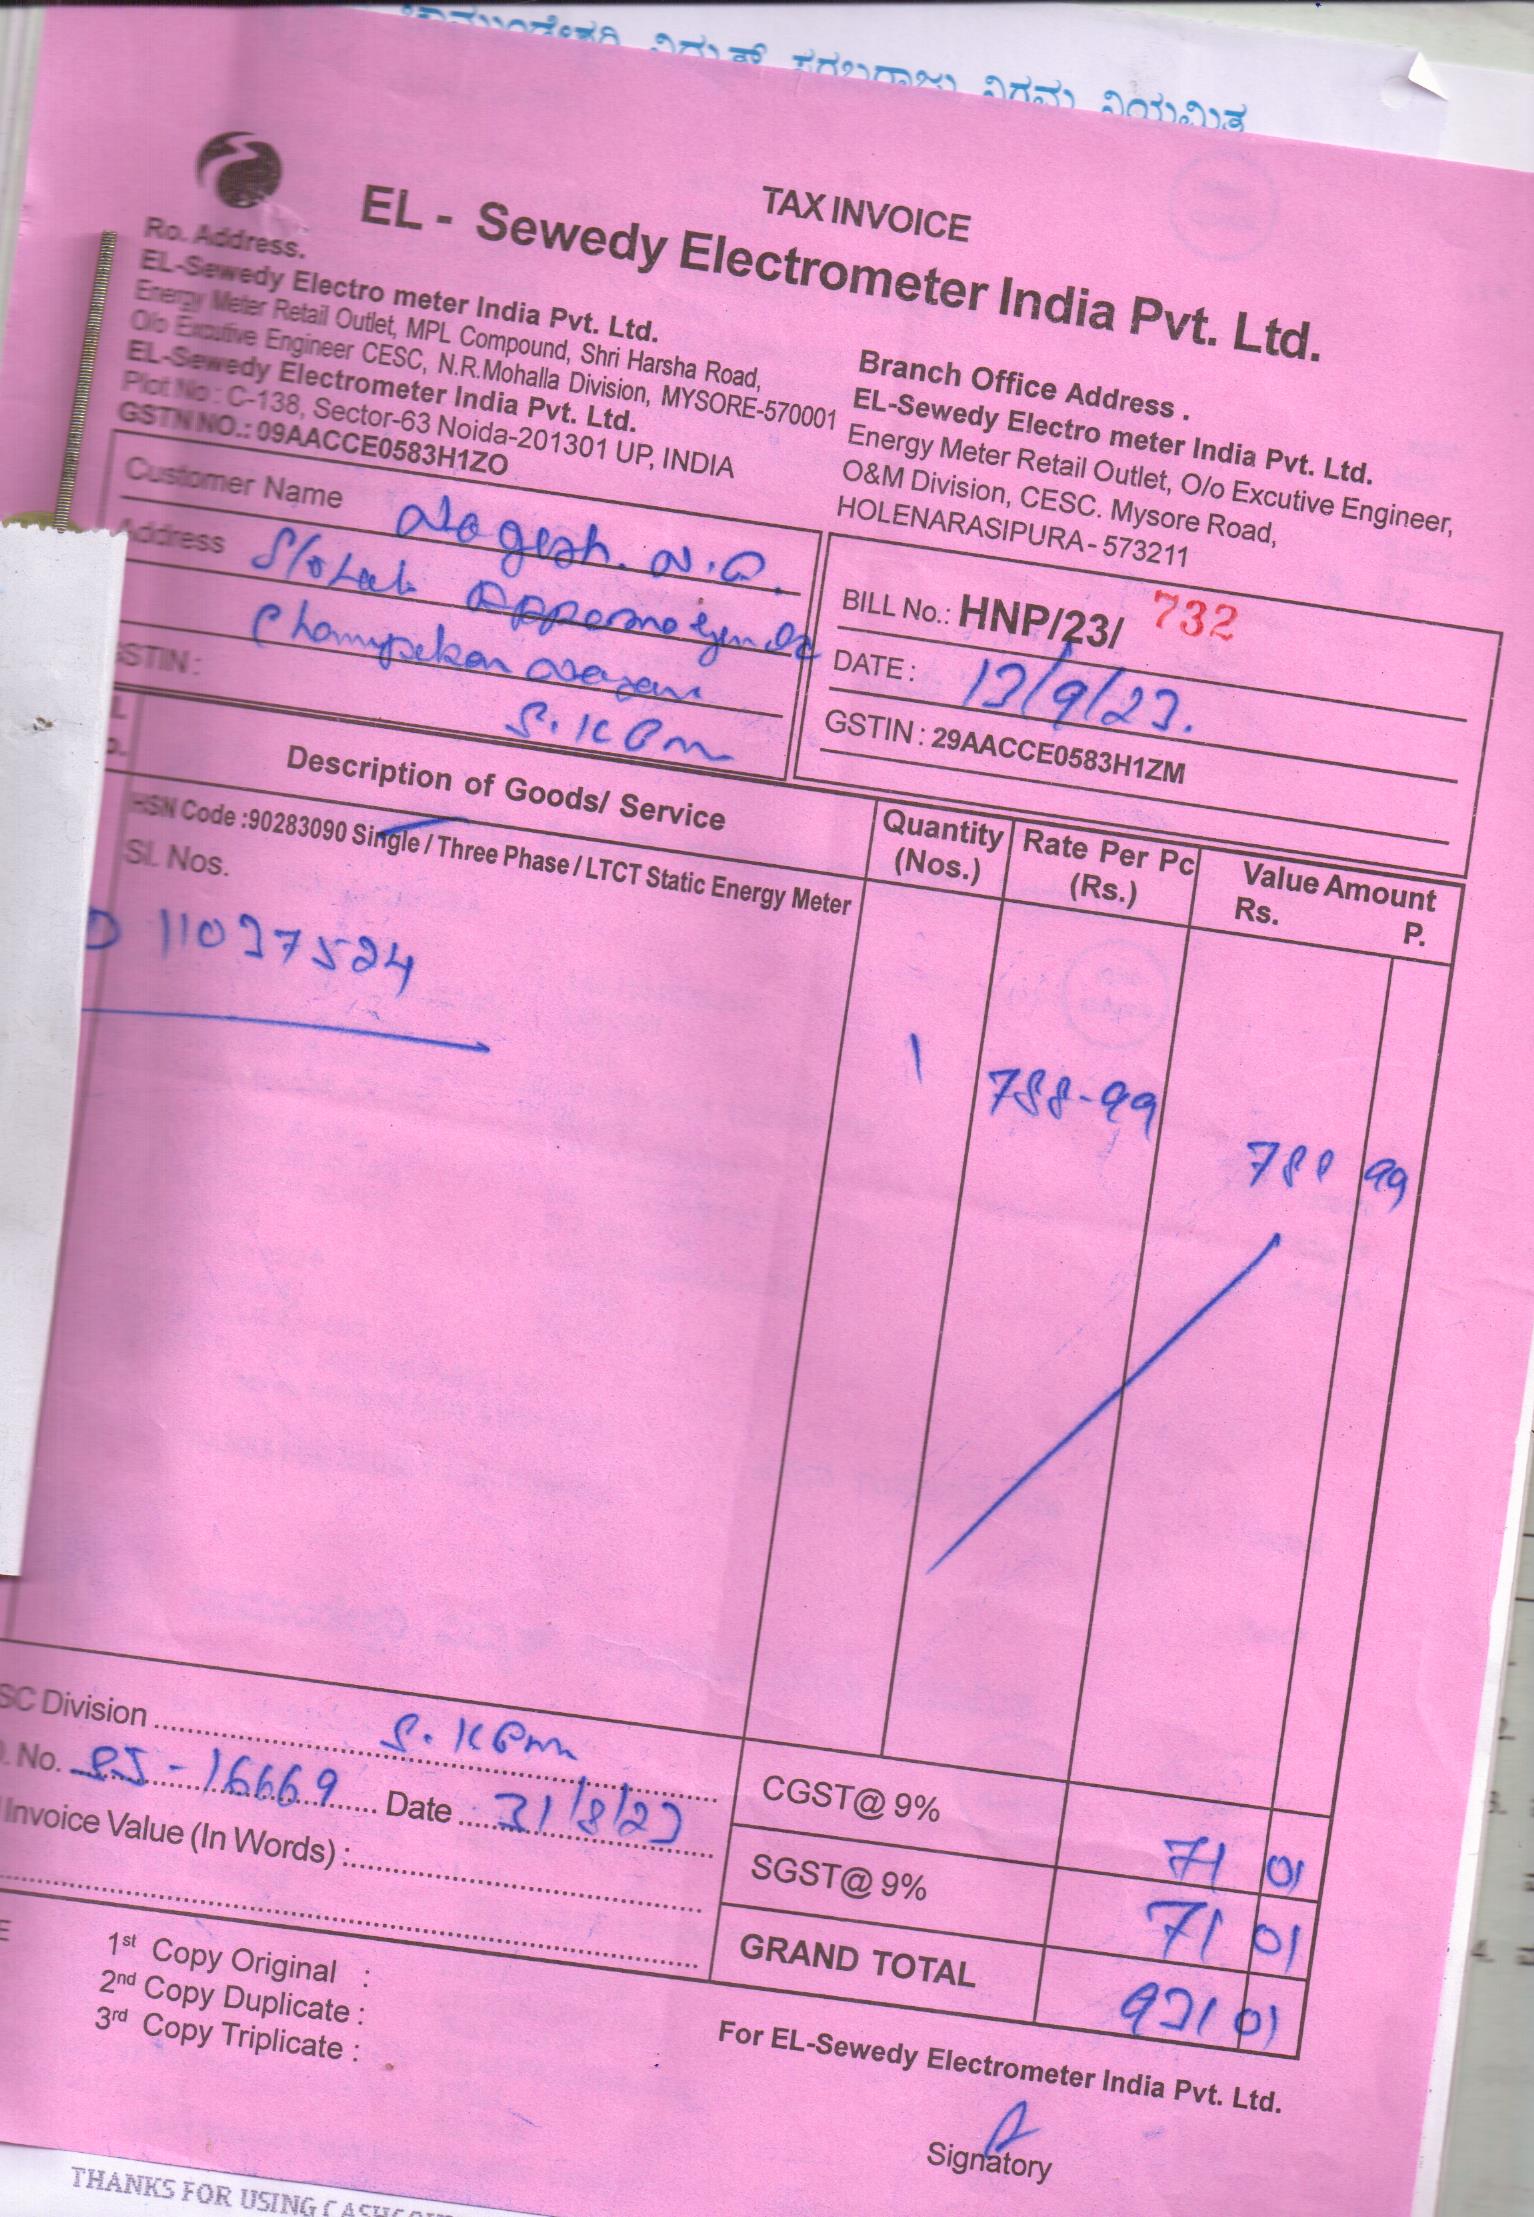 TAX INVOICE
EL - Sewedy Electrometer India Pvt. Ltd.
Ro. Address.
EL-Sewedy Electro meter India Pvt. Ltd.
Energy Meter Retail Outlet, MPL Compound, Shri Harsha Road,
O/o Excutive Engineer CESC, N.R.Mohalla Division, MYSORE-570001
EL-Sewedy Electrometer India Pvt. Ltd.
Plot No : C-138, Sector-63 Noida-201301 UP, INDIA
GSTN NO.: 09AACCE0583H1ZO
Branch Office Address .
EL-Sewedy Electro meter India Pvt. Ltd.
Energy Meter Retail Outlet, O/o Excutive Engineer,
O&M Division, CESC. Mysore Road,
HOLENARASIPURA - 573211
Customer Name Nagesh. N.A.
Address S/o Late
Nagara
GSTIN :
S.K
BILL No.: HNP/23/ 732
DATE : 13/9/23.
GSTIN : 29AACCE0583H1ZM
Description of Goods/ Service
Quantity (Nos.)
Rate Per Pc (Rs.)
Value Amount
Rs. P.
HSN Code :90283090 Single / Three Phase / LTCT Static Energy Meter
Sl. Nos.
11037524
1 788-99 788 99
SC Division S.K
No. 16669 Date 31/8/23
Invoice Value (In Words) :
CGST@ 9% 71 01
SGST@ 9% 71 01
GRAND TOTAL 931 01
1st Copy Original :
2nd Copy Duplicate :
3rd Copy Triplicate :
For EL-Sewedy Electrometer India Pvt. Ltd.
Signatory
THANKS FOR USING